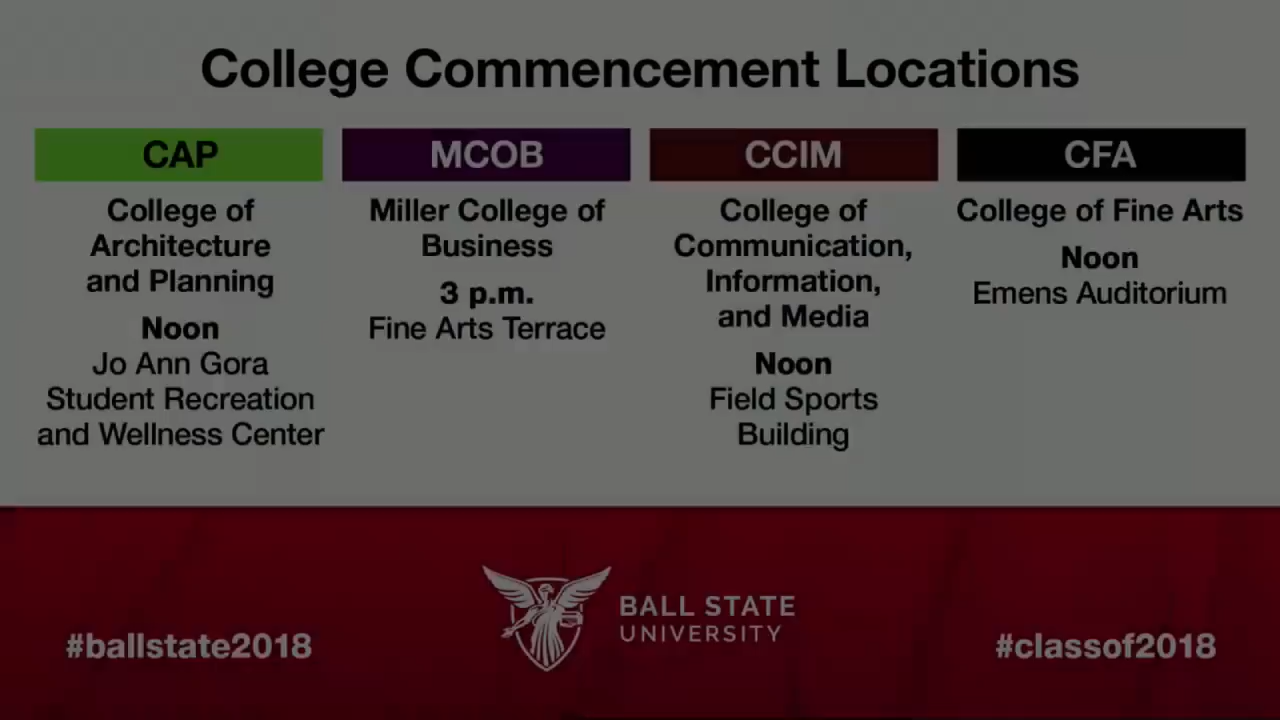 College Commencement Locations
CAP
College of
Architecture
and Planning
Noon
Jo Ann Gora
Student Recreation
and Wellness Center
MCOB
Miller College of
Business
3 p.m.
Fine Arts Terrace
CCIM
College of
Communication,
Information,
and Media
Noon
Field Sports
Building
CFA
College of Fine Arts
Noon
Emens Auditorium
#ballstate2018
BALL STATE
UNIVERSITY
#classof2018